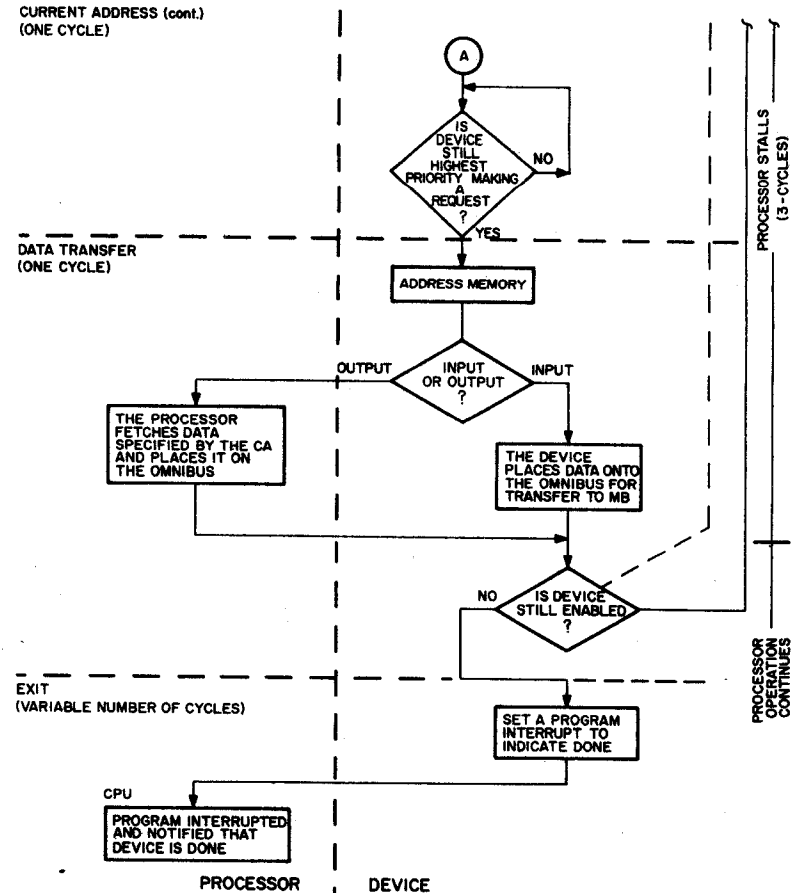 CURRENT ADDRESS (cont.)
(ONE CYCLE)
A
IS
DEVICE
STILL
HIGHEST
PRIORITY MAKING
A
REQUEST
?
NO
YES
PROCESSOR STALLS
(3-CYCLES)
DATA TRANSFER
(ONE CYCLE)
ADDRESS MEMORY
OUTPUT
INPUT
OR OUTPUT
?
INPUT
THE PROCESSOR
FETCHES DATA
SPECIFIED BY THE CA
AND PLACES IT ON
THE OMNIBUS
THE DEVICE
PLACES DATA ONTO
THE OMNIBUS FOR
TRANSFER TO MB
NO
IS DEVICE
STILL ENABLED
?
PROCESSOR
OPERATION
CONTINUES
EXIT
(VARIABLE NUMBER OF CYCLES)
SET A PROGRAM
INTERRUPT TO
INDICATE DONE
CPU
PROGRAM INTERRUPTED
AND NOTIFIED THAT
DEVICE IS DONE
PROCESSOR
DEVICE